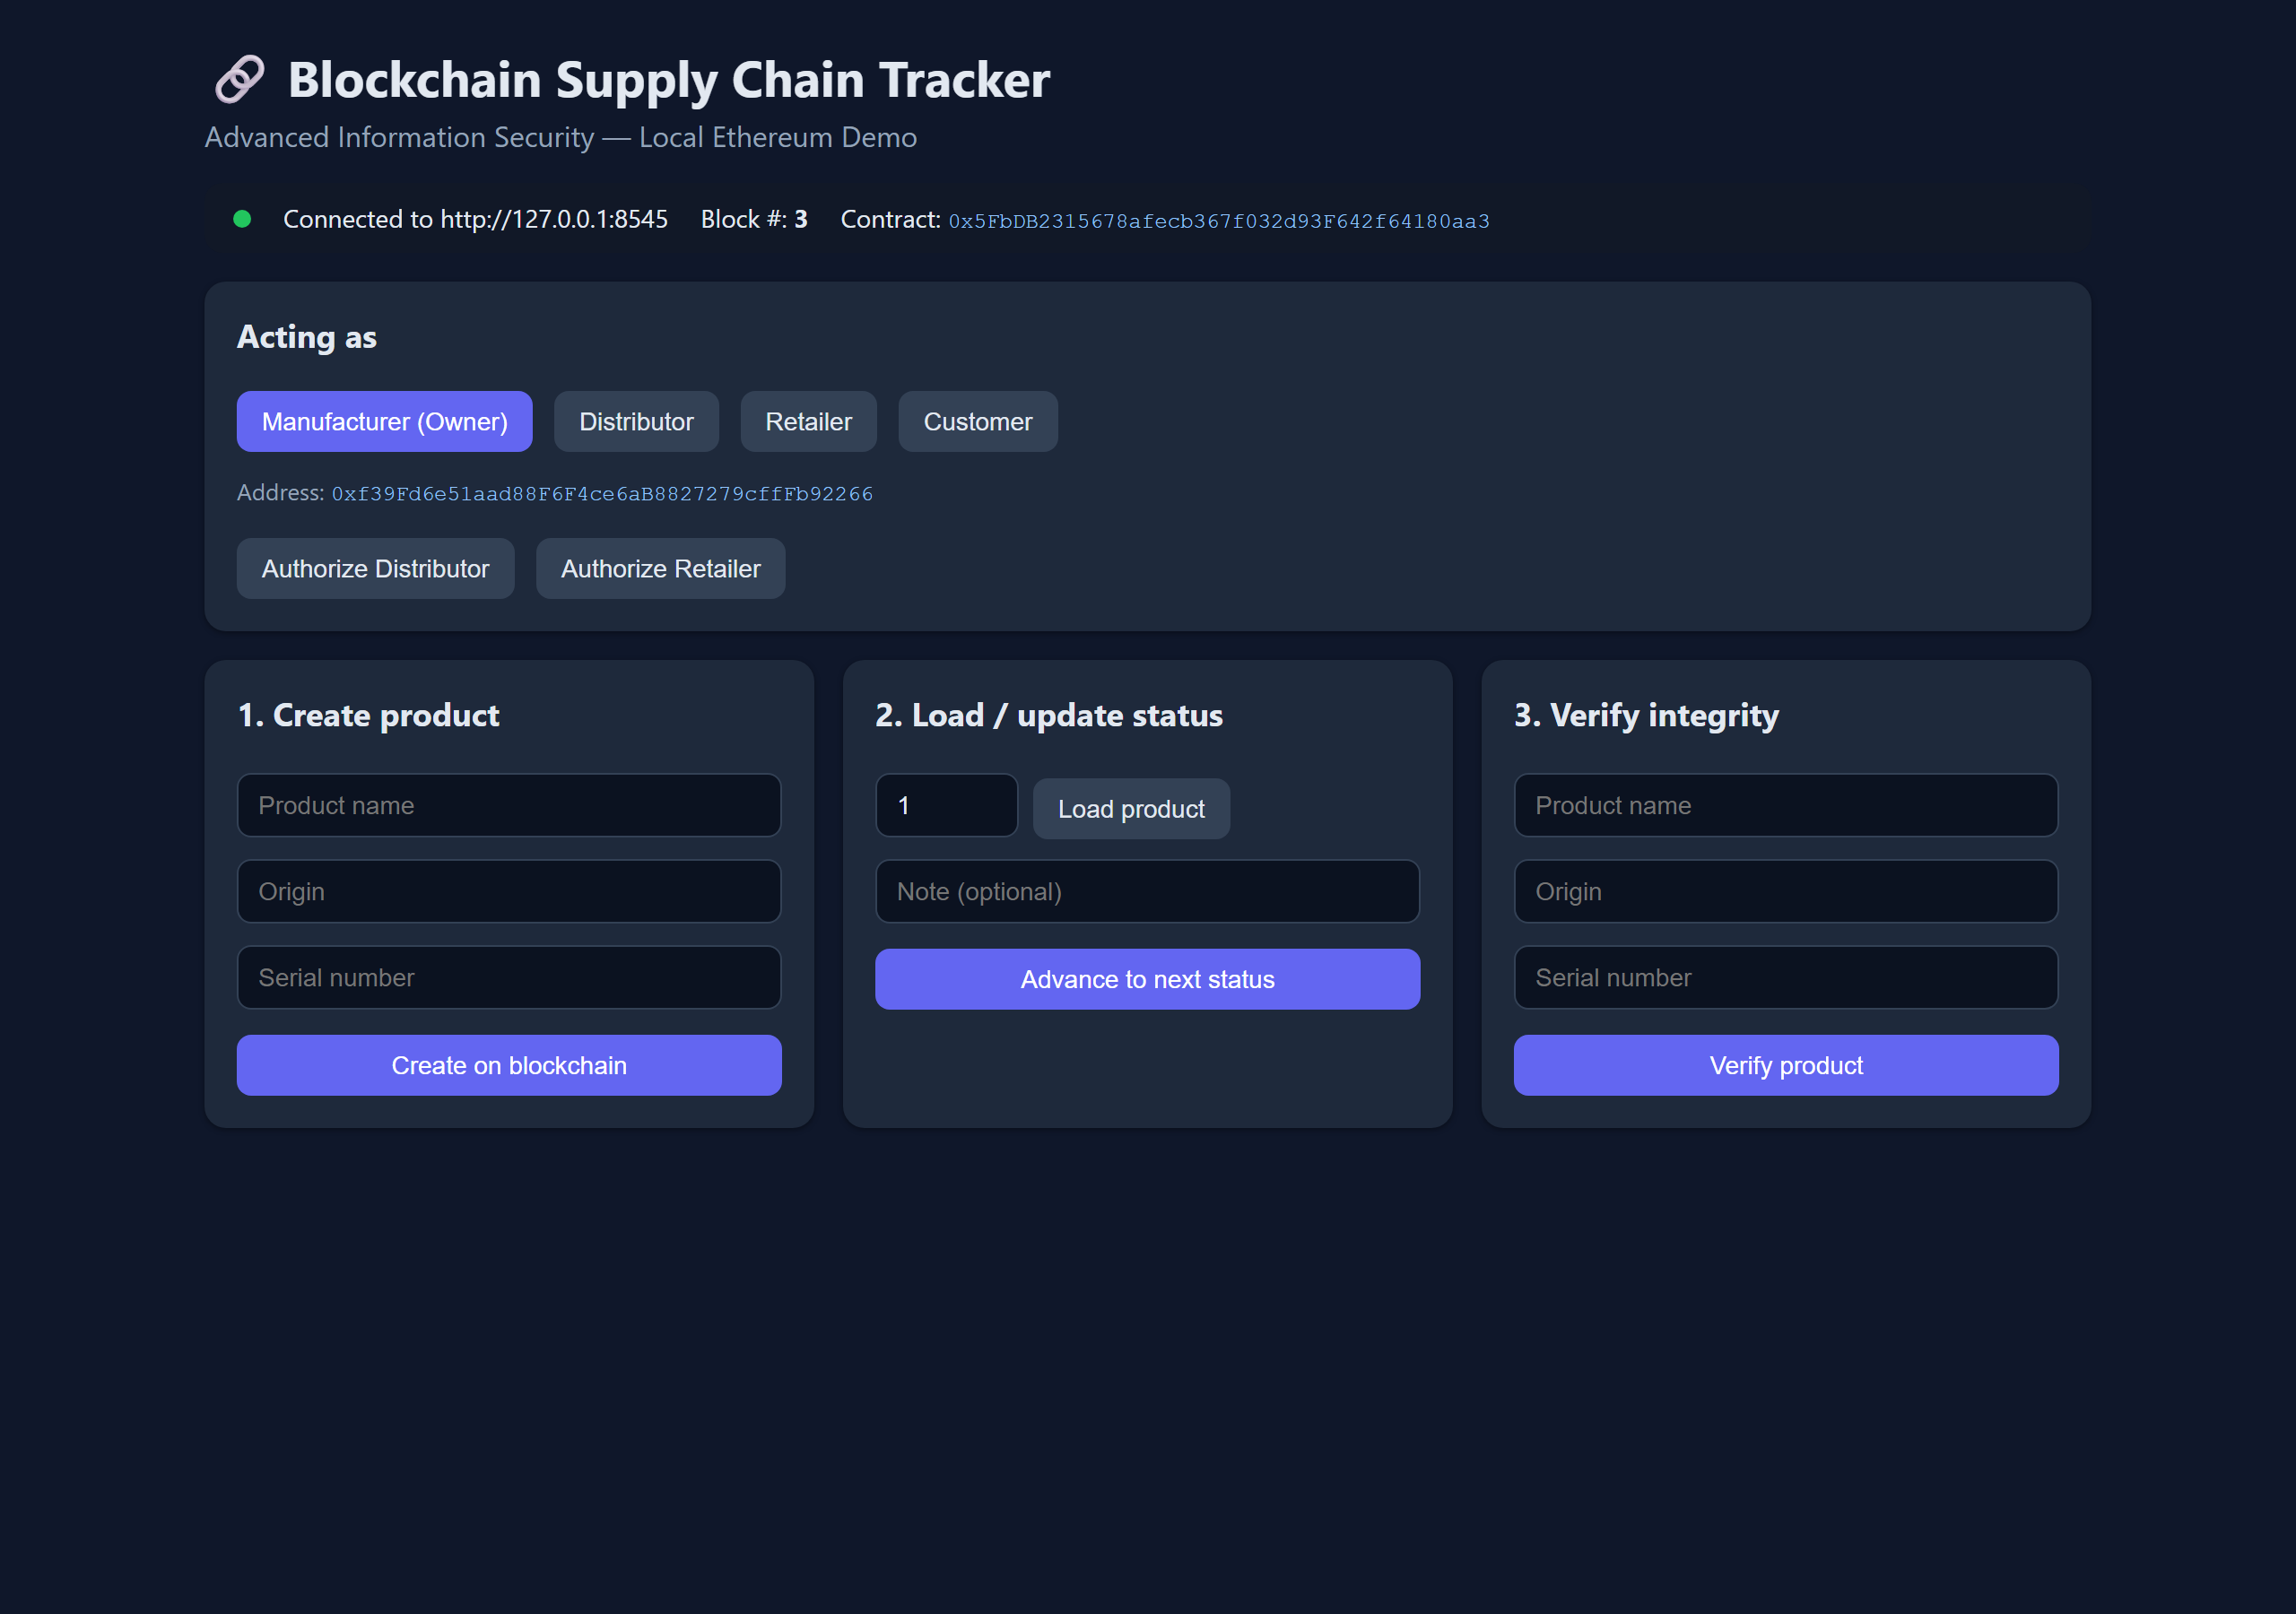 Blockchain Supply Chain Tracker
Advanced Information Security — Local Ethereum Demo
Connected to http://127.0.0.1:8545 Block #: 3 Contract: 0x5FbDB2315678afecb367f032d93F642f64180aa3
Acting as
Manufacturer (Owner) Distributor Retailer Customer
Address: 0xf39Fd6e51aad88F6F4ce6aB8827279cffFb92266
Authorize Distributor Authorize Retailer
1. Create product
Product name
Origin
Serial number
Create on blockchain
2. Load / update status
1 Load product
Note (optional)
Advance to next status
3. Verify integrity
Product name
Origin
Serial number
Verify product